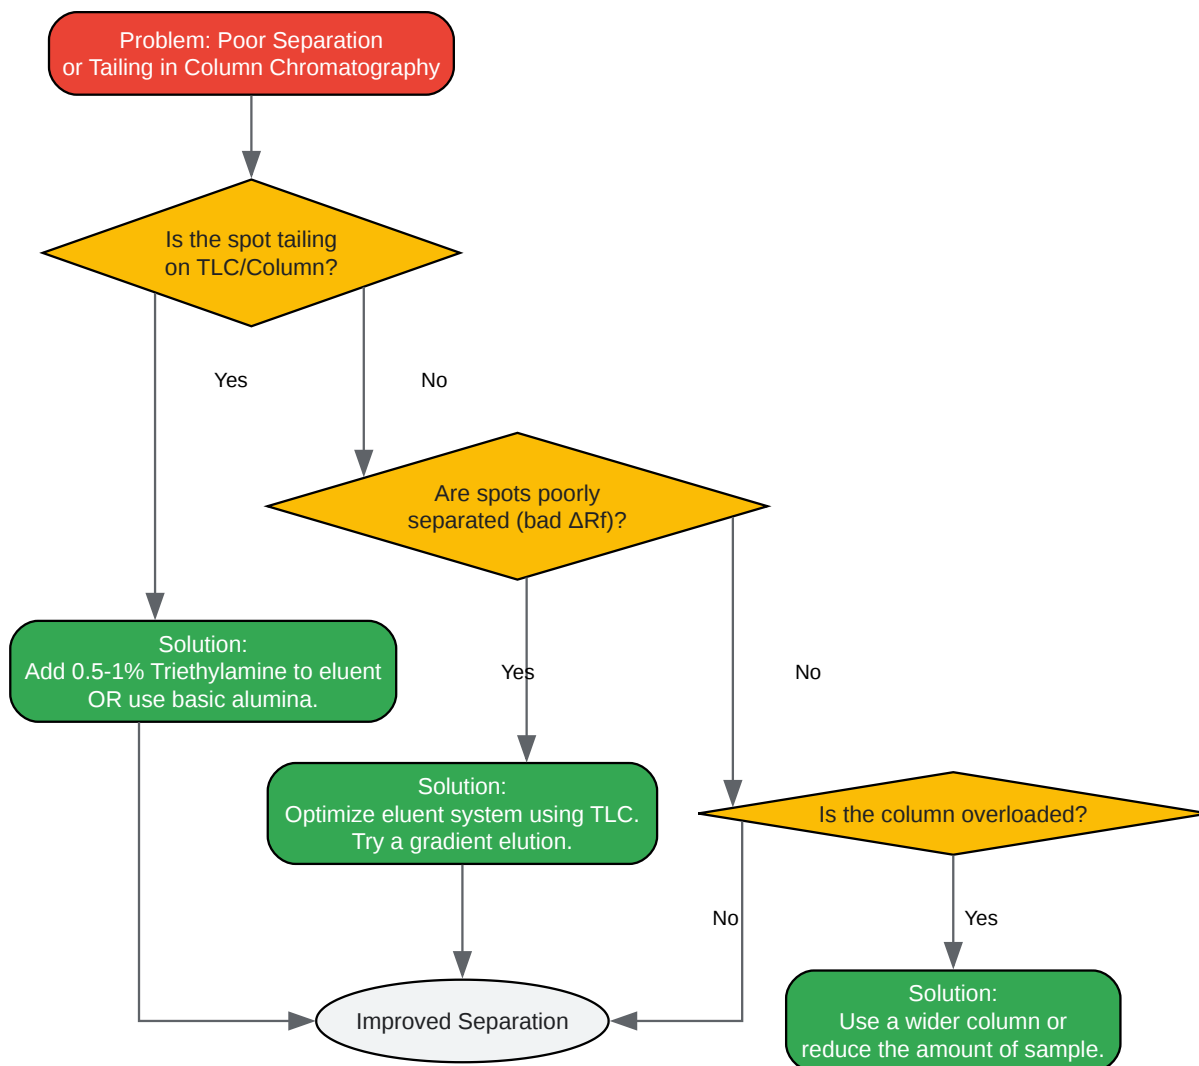 Problem: Poor Separation
or Tailing in Column Chromatography
Is the spot tailing
on TLC/Column?
Yes
No
Are spots poorly
separated (bad ΔRf)?
Solution:
Add 0.5-1% Triethylamine to eluent
OR use basic alumina.
Yes
No
Solution:
Optimize eluent system using TLC.
Try a gradient elution.
Is the column overloaded?
No
Yes
Improved Separation
Solution:
Use a wider column or
reduce the amount of sample.